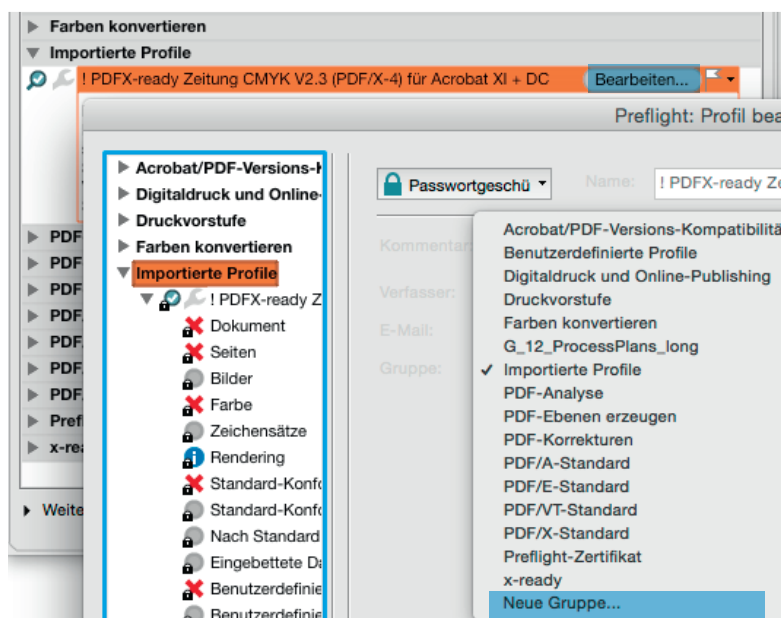 Farben konvertieren
Importierte Profile
! PDFX-ready Zeitung CMYK V2.3 (PDF/X-4) für Acrobat XI + DC Bearbeiten...
Preflight: Profil bea
Acrobat/PDF-Versions-K
Digitaldruck und Online-
Druckvorstufe
Farben konvertieren
Importierte Profile
! PDFX-ready Z
Dokument
Seiten
Bilder
Farbe
Zeichensätze
Rendering
Standard-Konfo
Standard-Konfo
Nach Standard
Eingebettete Da
Benutzerdefinie
Benutzerdefinie
Passwortgeschü
Name: ! PDFX-ready Ze
Kommentar:
Verfasser:
E-Mail:
Gruppe:
Acrobat/PDF-Versions-Kompatibilitä
Benutzerdefinierte Profile
Digitaldruck und Online-Publishing
Druckvorstufe
Farben konvertieren
G_12_ProcessPlans_long
✓ Importierte Profile
PDF-Analyse
PDF-Ebenen erzeugen
PDF-Korrekturen
PDF/A-Standard
PDF/E-Standard
PDF/VT-Standard
PDF/X-Standard
Preflight-Zertifikat
x-ready
Neue Gruppe...
PDF
PDF
PDF
PDF/
PDF/
PDF/
PDF/
Prefl
x-rea
Weite